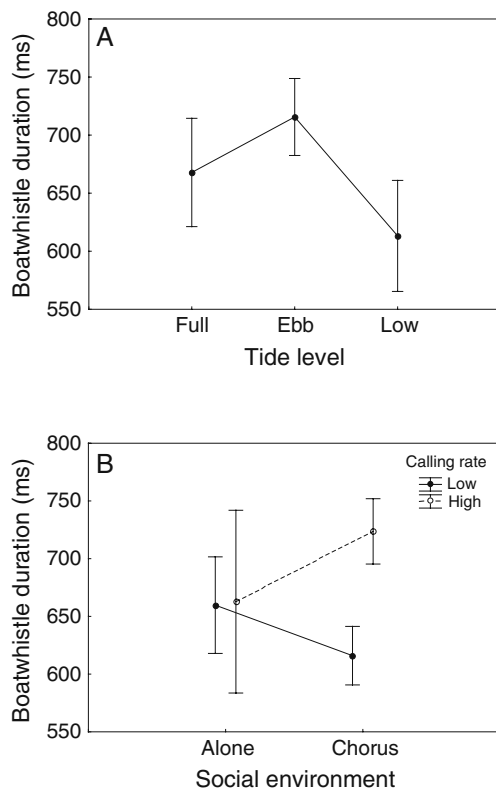 A
Boatwhistle duration (ms)
800
750
700
650
600
550
Full Ebb Low
Tide level
B
Boatwhistle duration (ms)
800
750
700
650
600
550
Calling rate
Low
High
Alone Chorus
Social environment